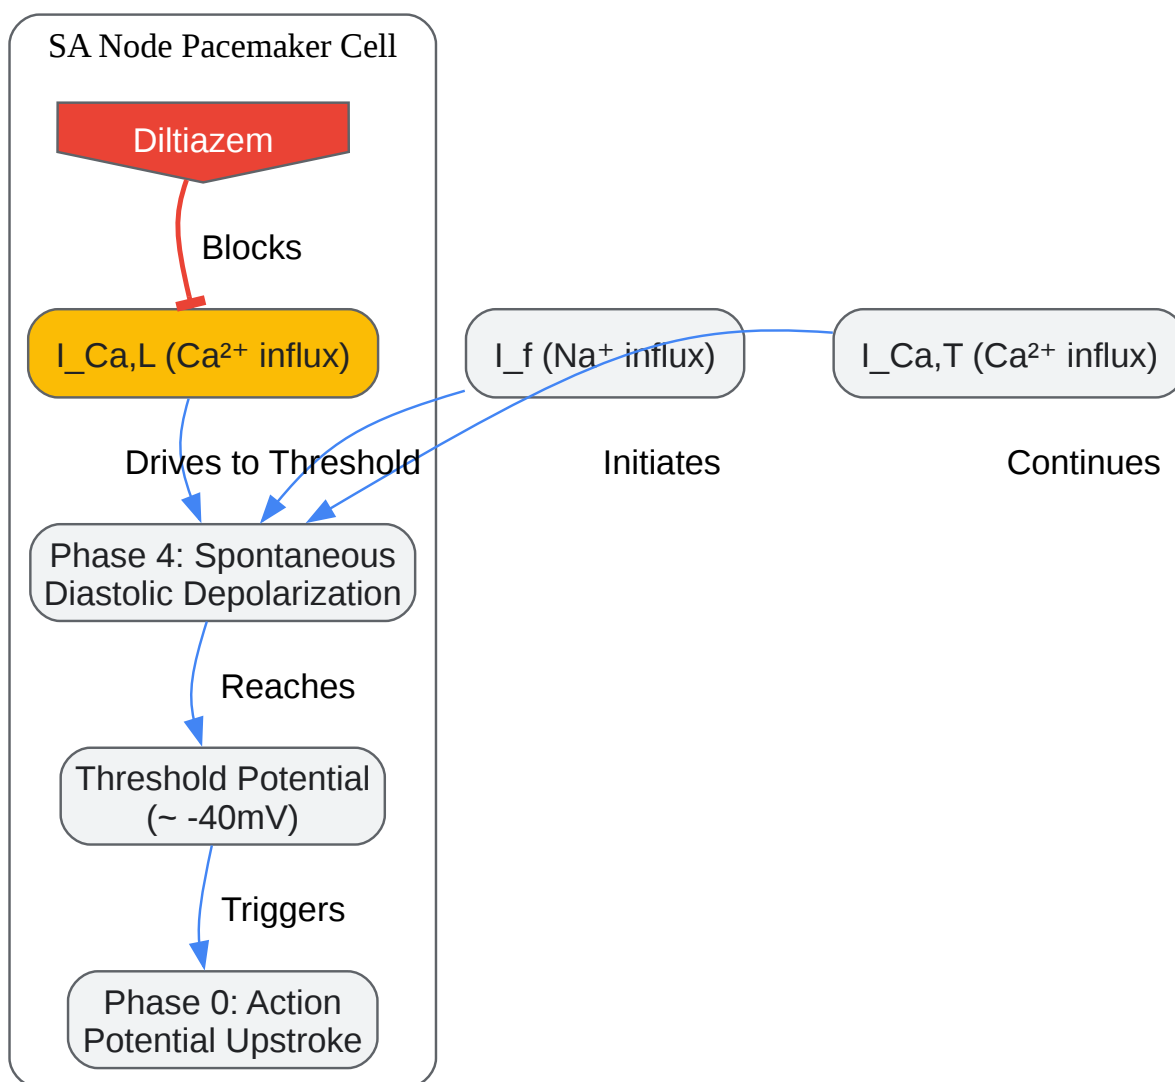 SA Node Pacemaker Cell
Diltiazem
Blocks
I_Ca,L (Ca²⁺ influx)
I_f (Na⁺ influx)
I_Ca,T (Ca²⁺ influx)
Drives to Threshold
Initiates
Continues
Phase 4: Spontaneous
Diastolic Depolarization
Reaches
Threshold Potential
(~ -40mV)
Triggers
Phase 0: Action
Potential Upstroke